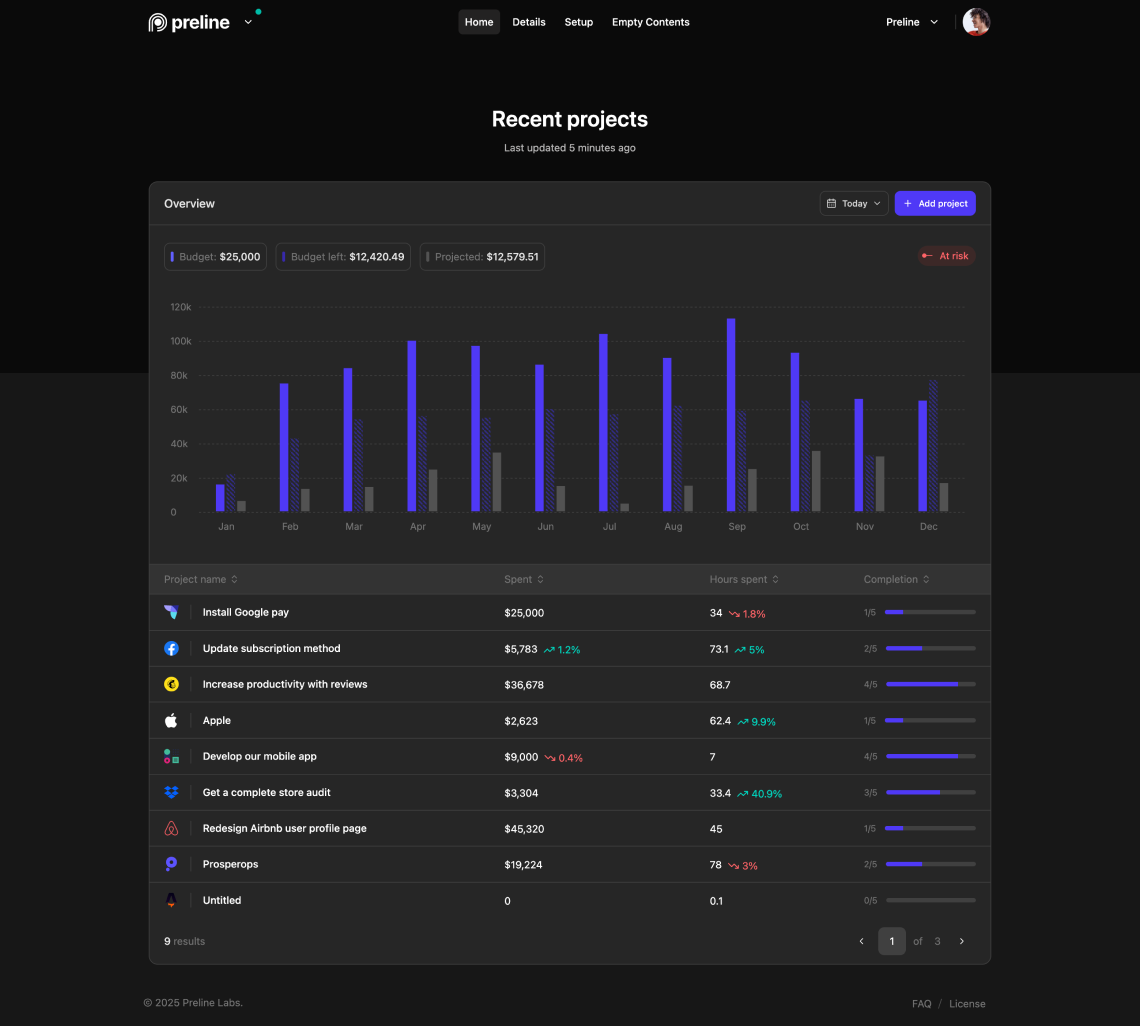 preline
Home Details Setup Empty Contents
Preline
Recent projects
Last updated 5 minutes ago
Overview
Today
Add project
Budget: $25,000
Budget left: $12,420.49
Projected: $12,579.51
At risk
120k
100k
80k
60k
40k
20k
0
Jan Feb Mar Apr May Jun Jul Aug Sep Oct Nov Dec
Project name Spent Hours spent Completion
Install Google pay $25,000 34 1.8% 1/5
Update subscription method $5,783 1.2% 73.1 5% 2/5
Increase productivity with reviews $36,678 68.7 4/5
Apple $2,623 62.4 9.9% 1/5
Develop our mobile app $9,000 0.4% 7 4/5
Get a complete store audit $3,304 33.4 40.9% 3/5
Redesign Airbnb user profile page $45,320 45 1/5
Prosperops $19,224 78 3% 2/5
Untitled 0 0.1 0/5
9 results
1 of 3
© 2025 Preline Labs.
FAQ / License